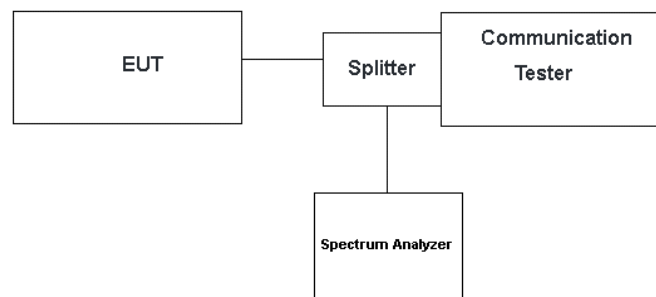 EUT
Splitter
Communication
Tester
Spectrum Analyzer